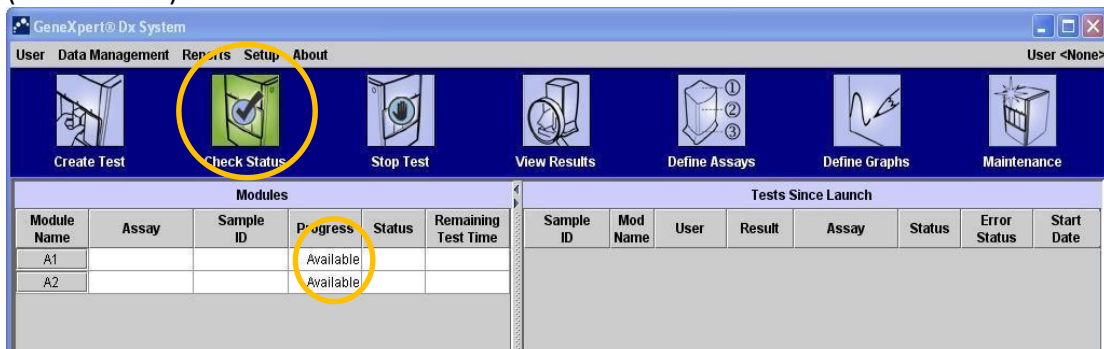 GeneXpert® Dx System
User Data Management Reports Setup About User <None>
Create Test Check Status Stop Test View Results Define Assays Define Graphs Maintenance
Modules Tests Since Launch
Module Name Assay Sample ID Progress Status Remaining Test Time Sample ID Mod Name User Result Assay Status Error Status Start Date
A1 Available
A2 Available